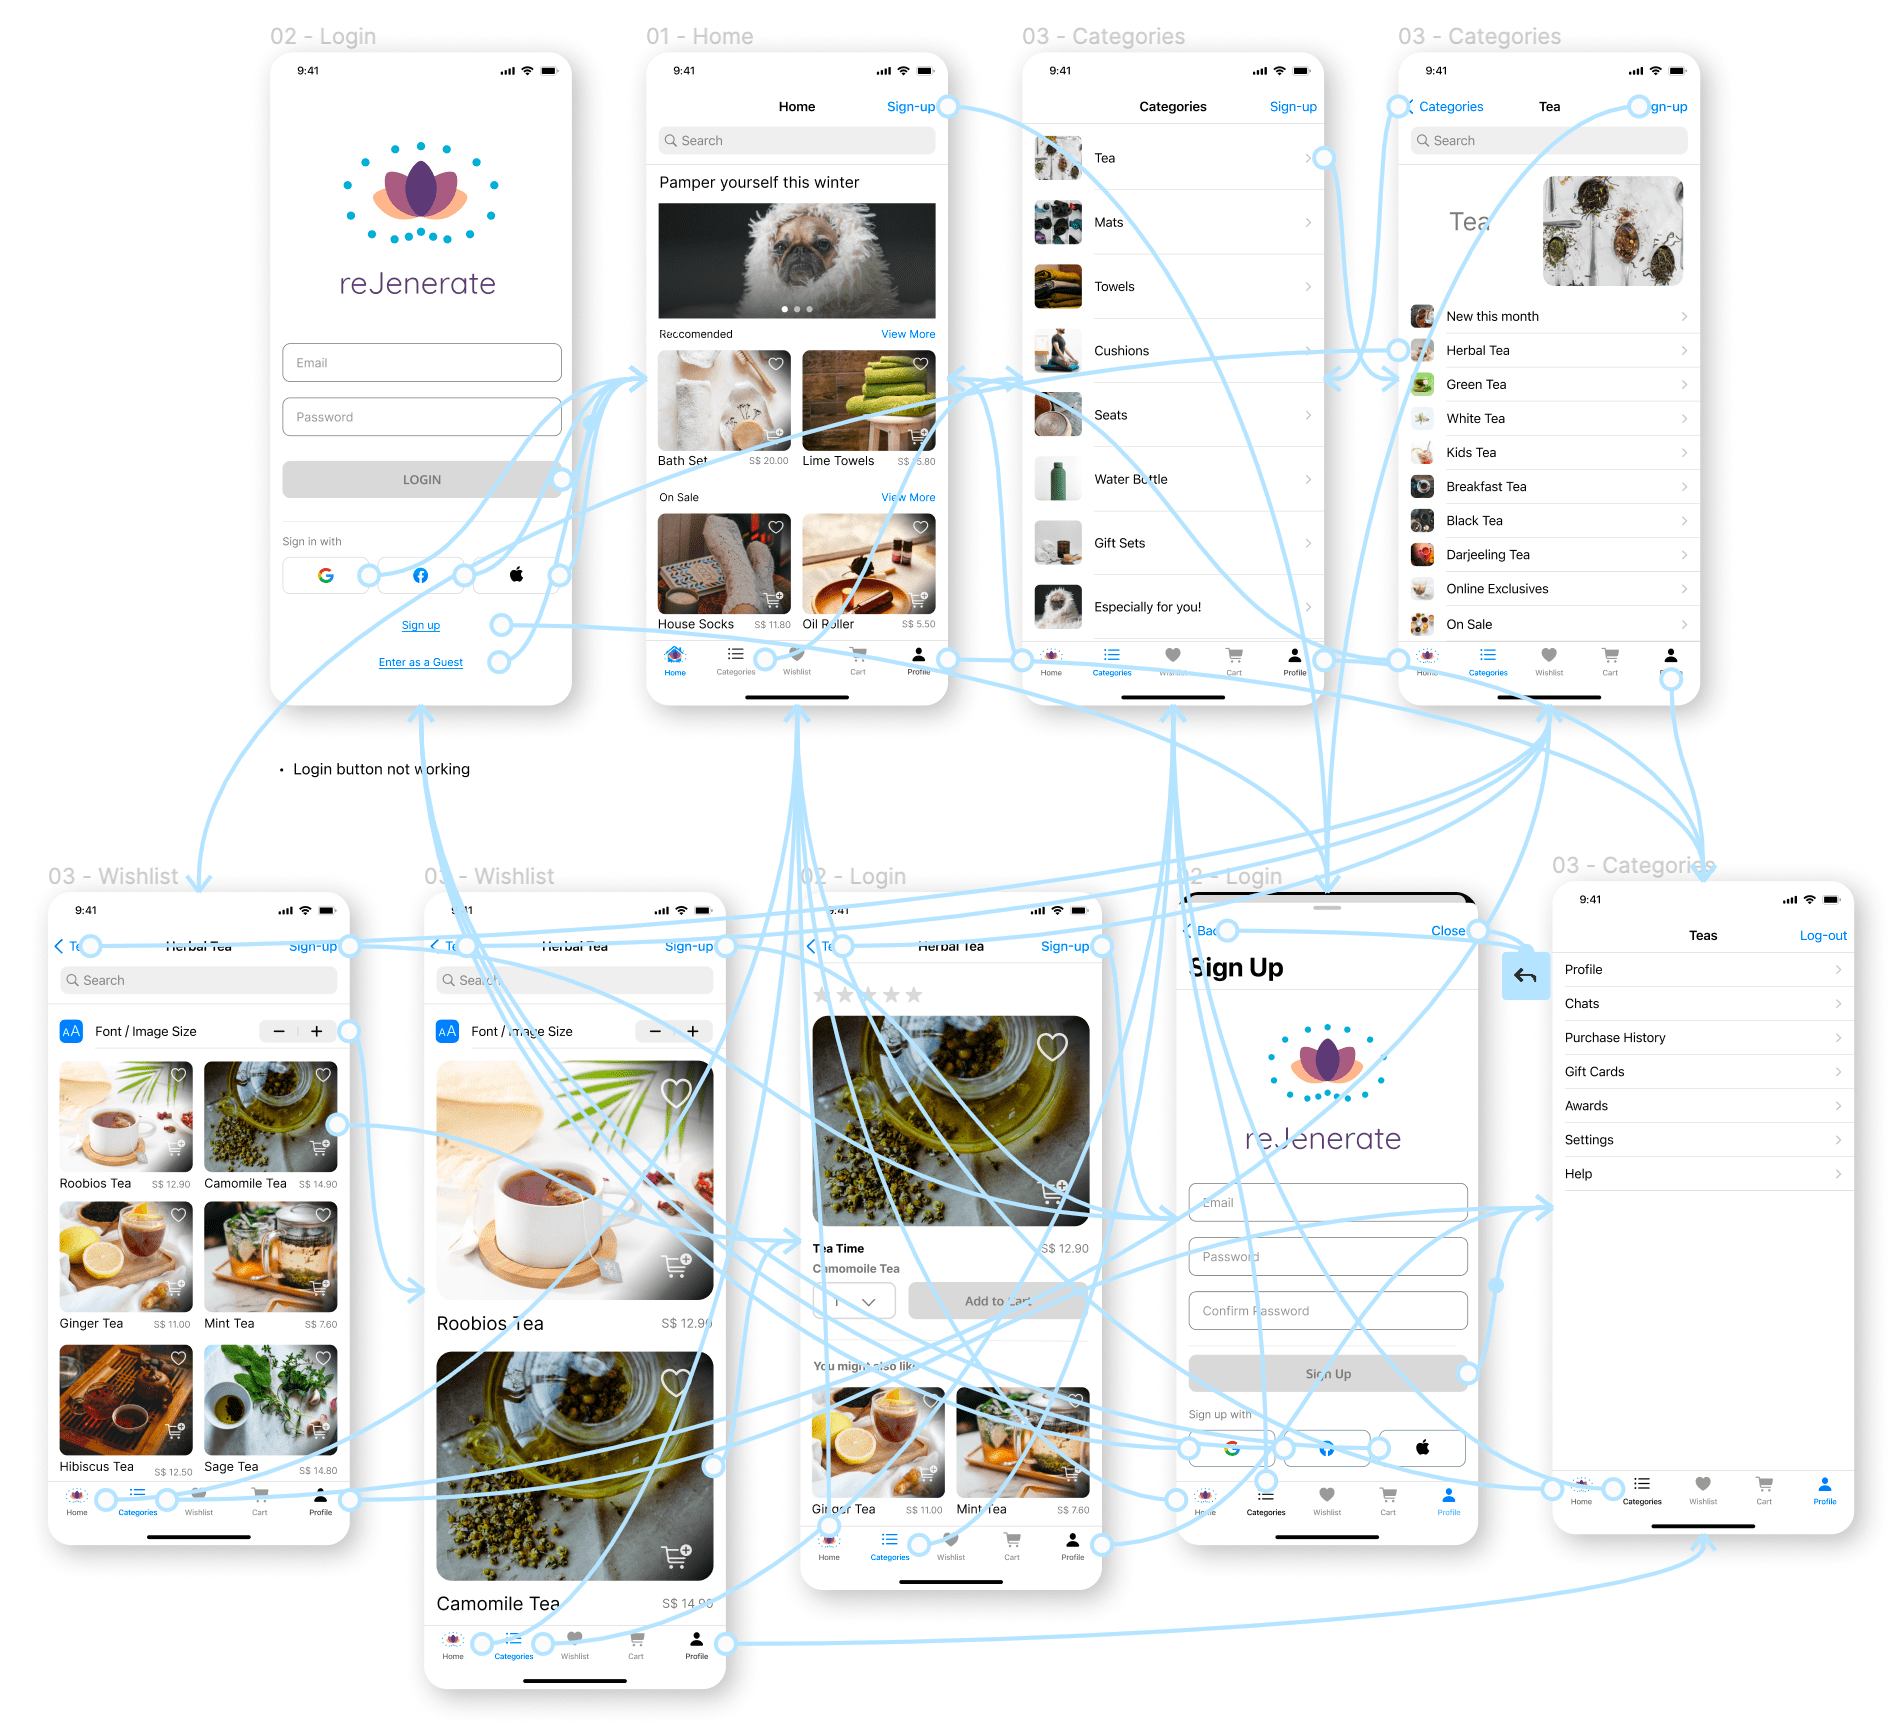 02 - Login
9:41
reJenerate
Email
Password
LOGIN
Sign in with
Sign up
Enter as a Guest
• Login button not working
01 - Home
9:41
Home
Sign-up
Search
Pamper yourself this winter
Reccomended
View More
Bath Set
S$ 20.00
Lime Towels
On Sale
View More
House Socks
S$ 11.80
Oil Roller
S$ 5.50
Home
Categories
Wishlist
Cart
Profile
03 - Categories
9:41
Categories
Sign-up
Tea
Mats
Towels
Cushions
Seats
Water Bottle
Gift Sets
Especially for you!
Home
Categories
Wishlist
Cart
Profile
03 - Categories
9:41
Categories
Tea
Sign-up
Search
Tea
New this month
Herbal Tea
Green Tea
White Tea
Kids Tea
Breakfast Tea
Black Tea
Darjeeling Tea
Online Exclusives
On Sale
Home
Categories
Wishlist
Cart
03 - Wishlist
9:41
Herbal Tea
Sign-up
Search
AA
Font / Image Size
Roobios Tea
S$ 12.90
Camomile Tea
S$ 14.90
Ginger Tea
S$ 11.00
Mint Tea
S$ 7.60
Hibiscus Tea
S$ 12.50
Sage Tea
S$ 14.80
Home
Categories
Wishlist
Cart
Profile
03 - Wishlist
9:41
Herbal Tea
Sign-up
Search
AA
Font / Image Size
Roobios Tea
S$ 12.90
Camomile Tea
S$ 14.90
Home
Categories
Wishlist
Cart
Profile
02 - Login
9:41
Herbal Tea
Sign-up
Tea Time
S$ 12.90
Camomoile Tea
1
Add to Cart
You might also like
Ginger Tea
S$ 11.00
Mint Tea
S$ 7.60
Home
Categories
Wishlist
Cart
Profile
02 - Login
Back
Close
Sign Up
reJenerate
Email
Password
Confirm Password
Sign Up
Sign up with
Home
Categories
Wishlist
Cart
Profile
03 - Categories
9:41
Teas
Log-out
Profile
Chats
Purchase History
Gift Cards
Awards
Settings
Help
Home
Categories
Wishlist
Cart
Profile